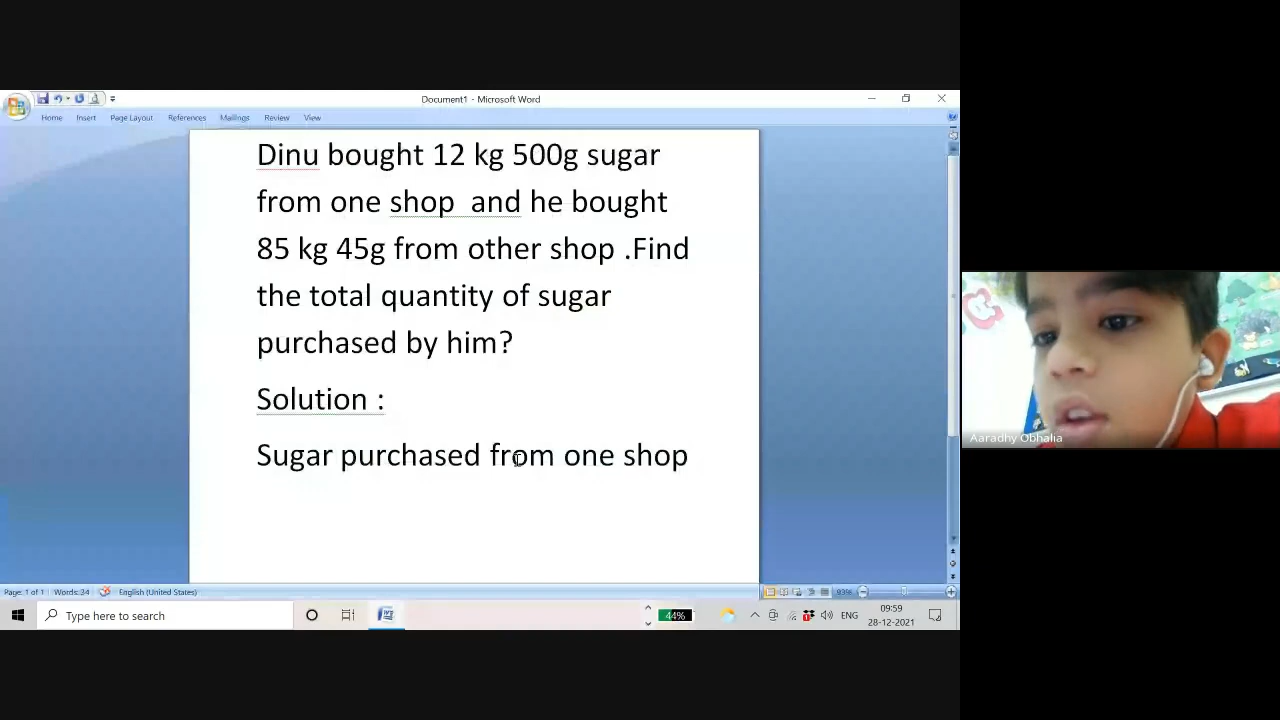 Document1 - Microsoft Word
Home Insert Page Layout References Mailings Review View
Dinu bought 12 kg 500g sugar
from one shop  and he bought
85 kg 45g from other shop .Find
the total quantity of sugar
purchased by him?
Solution :
Sugar purchased from one shop
Aaradhy Obhalia
Page: 1 of 1 Words:34 English (United States) 93%
Type here to search 44% ENG 09:59
28-12-2021